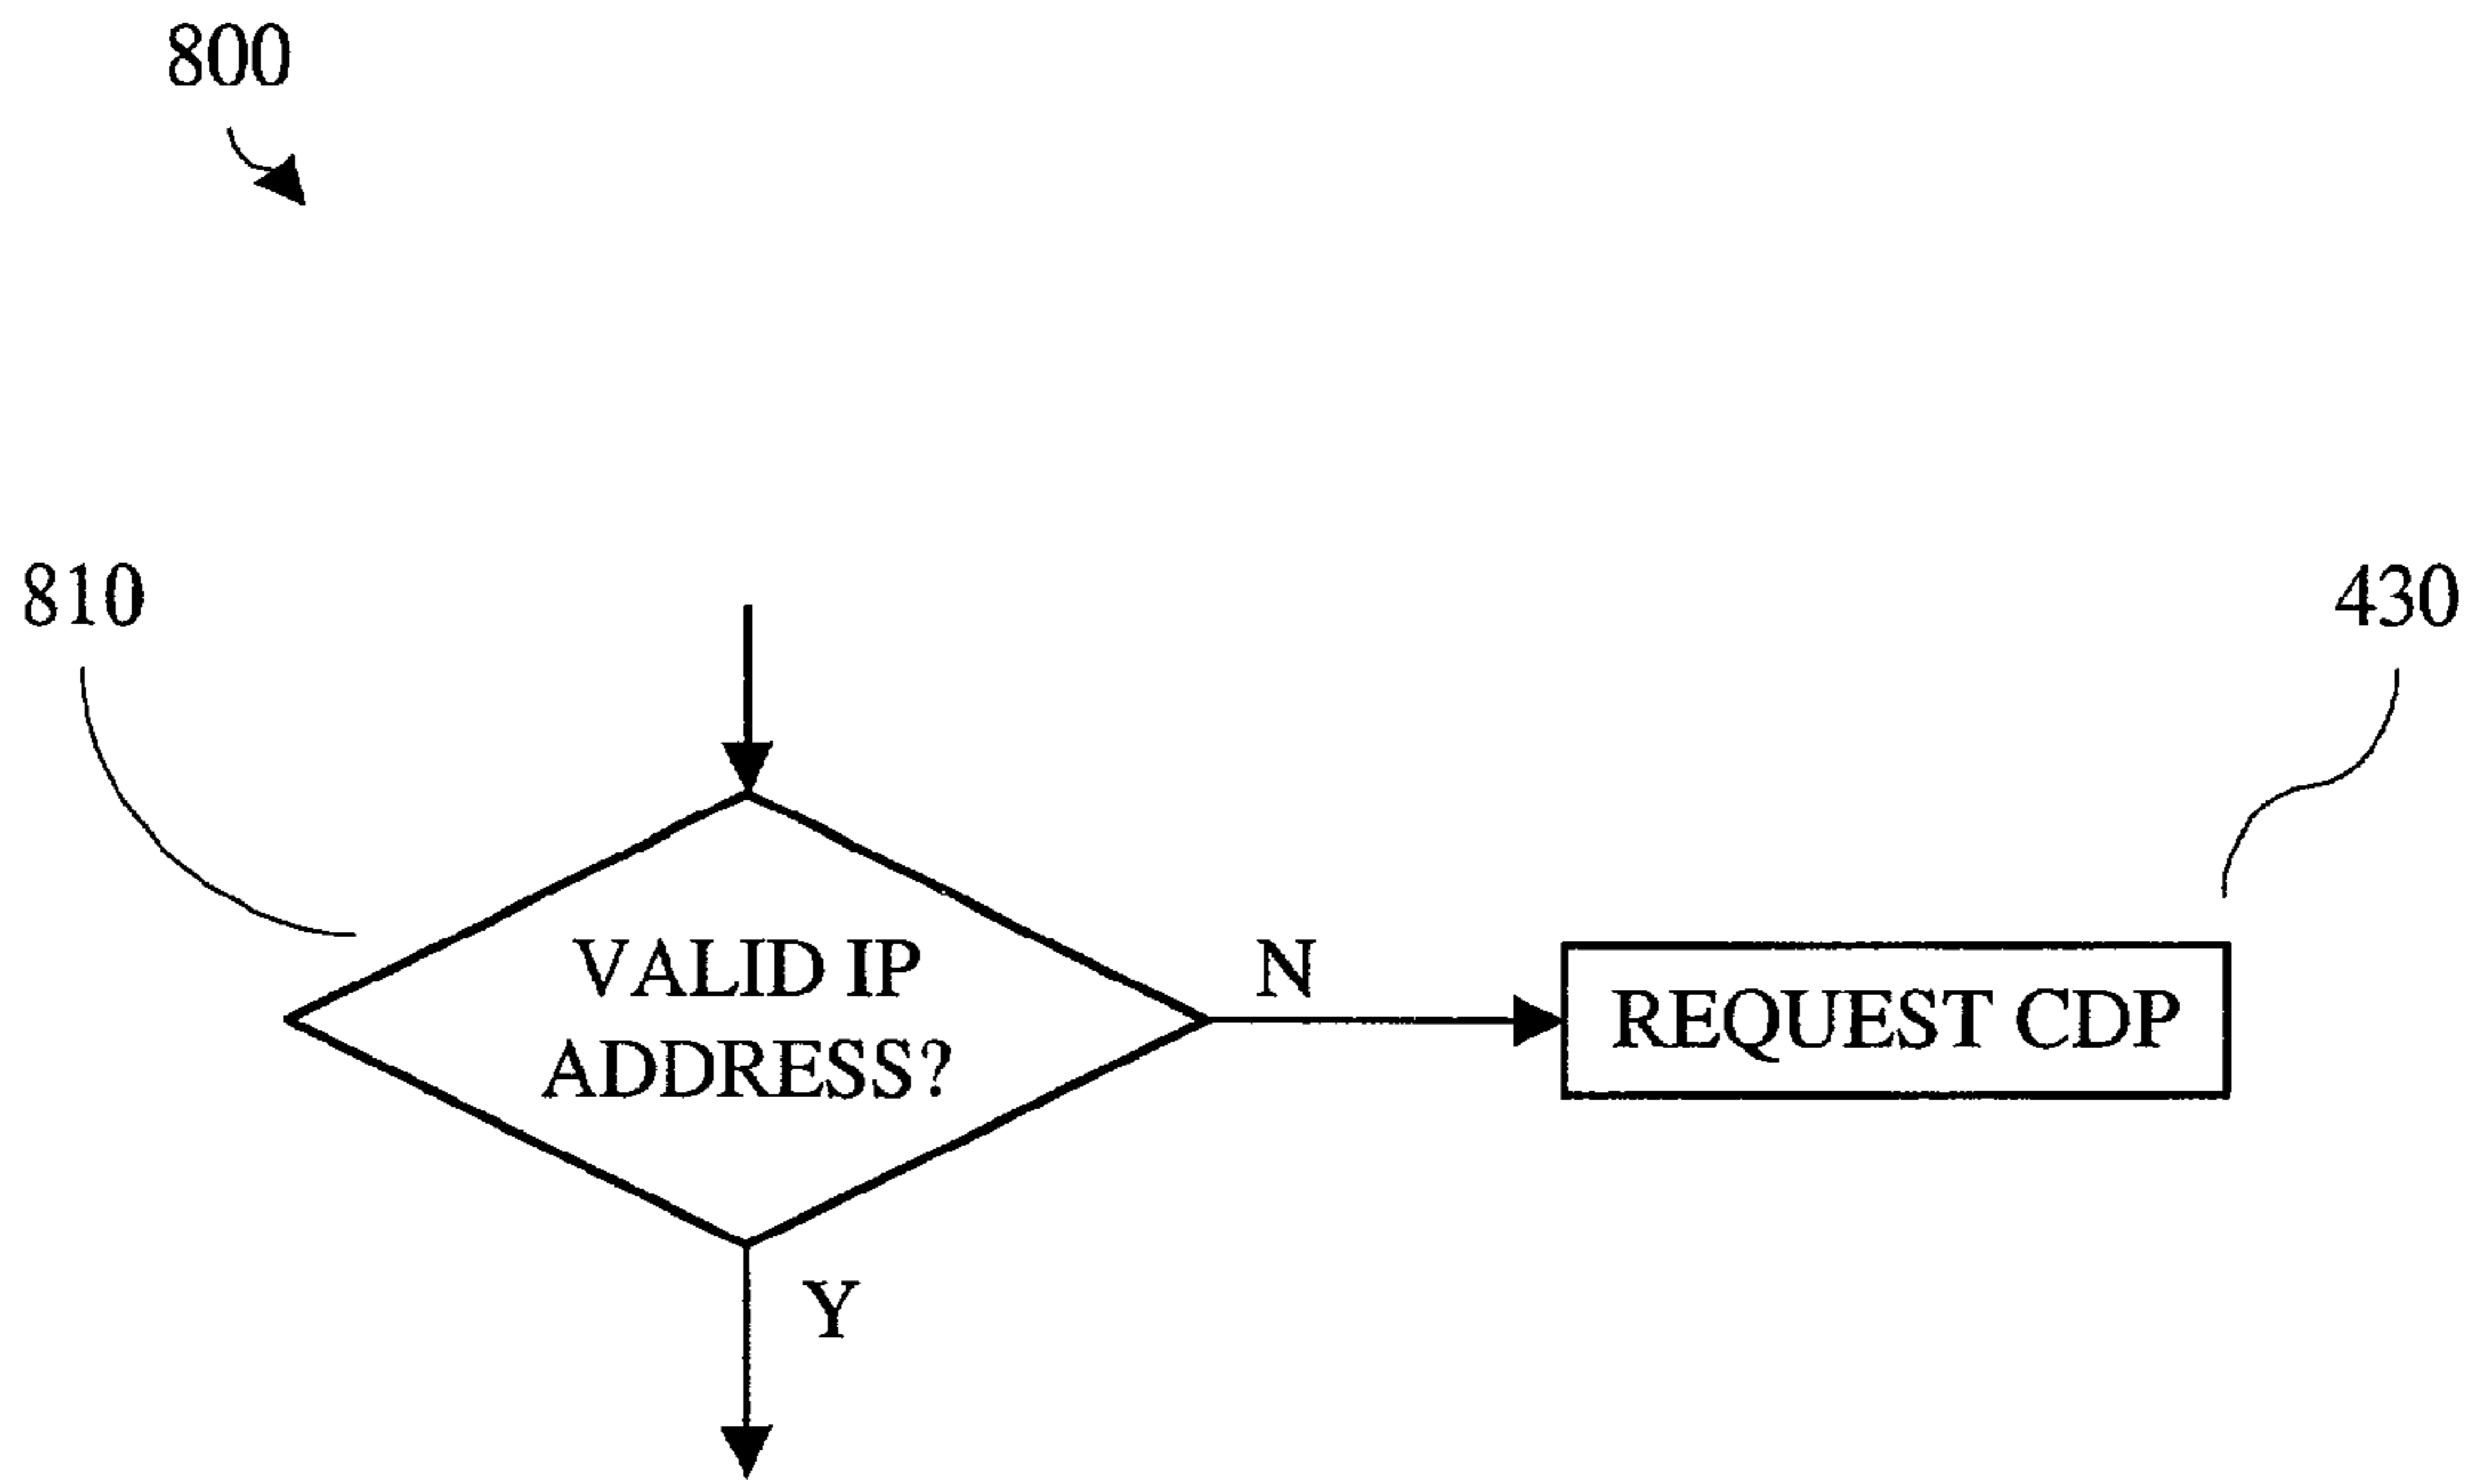 800
810
430
VALID IP
ADDRESS?
N
REQUEST CDP
Y